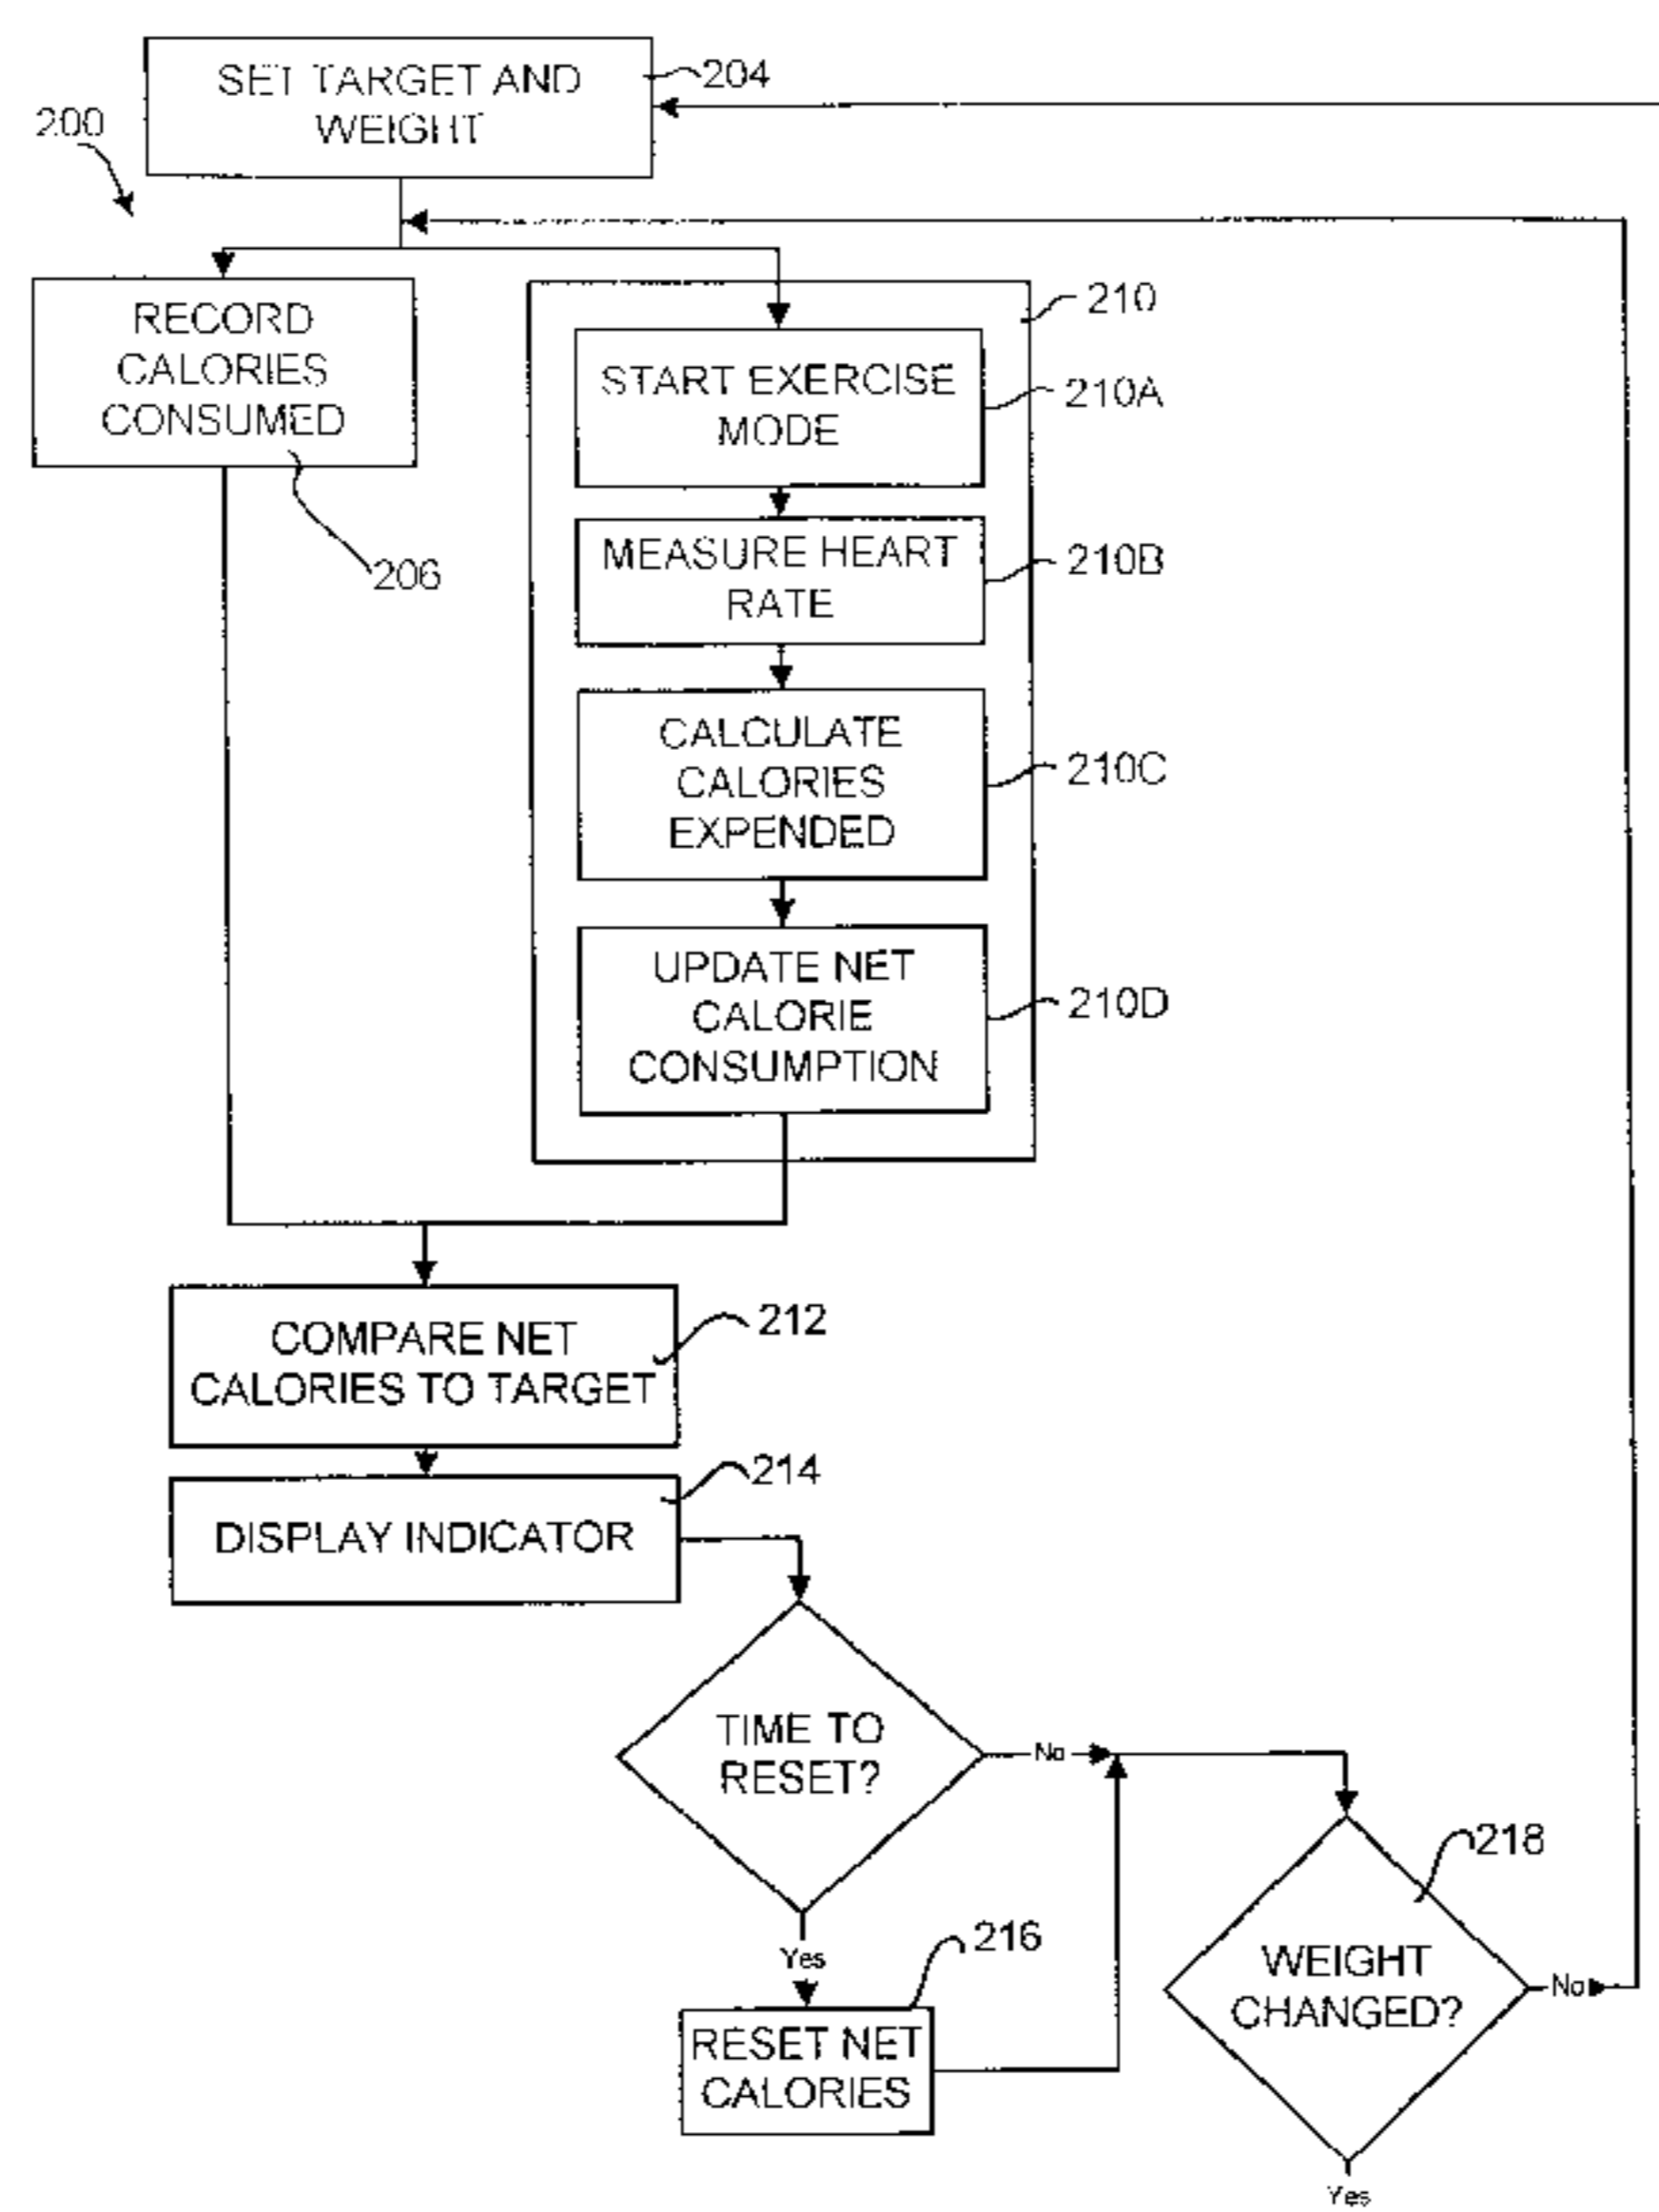 SET TARGET AND
WEIGHT
204
200
RECORD
CALORIES
CONSUMED
206
210
START EXERCISE
MODE
210A
MEASURE HEART
RATE
210B
CALCULATE
CALORIES
EXPENDED
210C
UPDATE NET
CALORIE
CONSUMPTION
210D
COMPARE NET
CALORIES TO TARGET
212
DISPLAY INDICATOR
214
TIME TO
RESET?
No
Yes
RESET NET
CALORIES
216
WEIGHT
CHANGED?
218
No
Yes